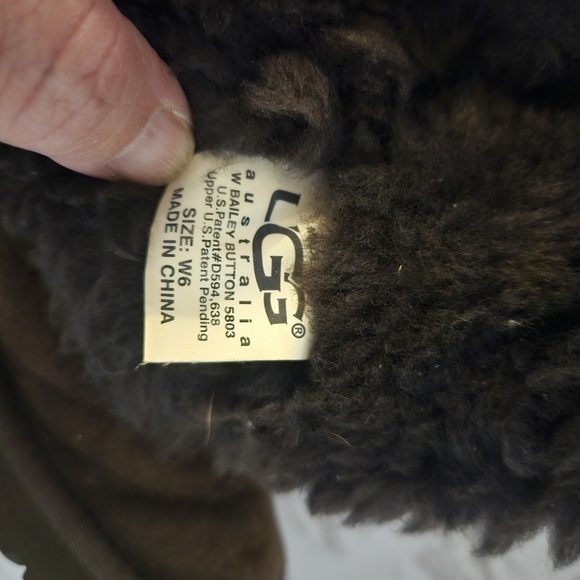 UGG®
australia
W BAILEY BUTTON 5803
U.S.Patent#D594,638
Upper U.S.Patent Pending
SIZE: W6
MADE IN CHINA